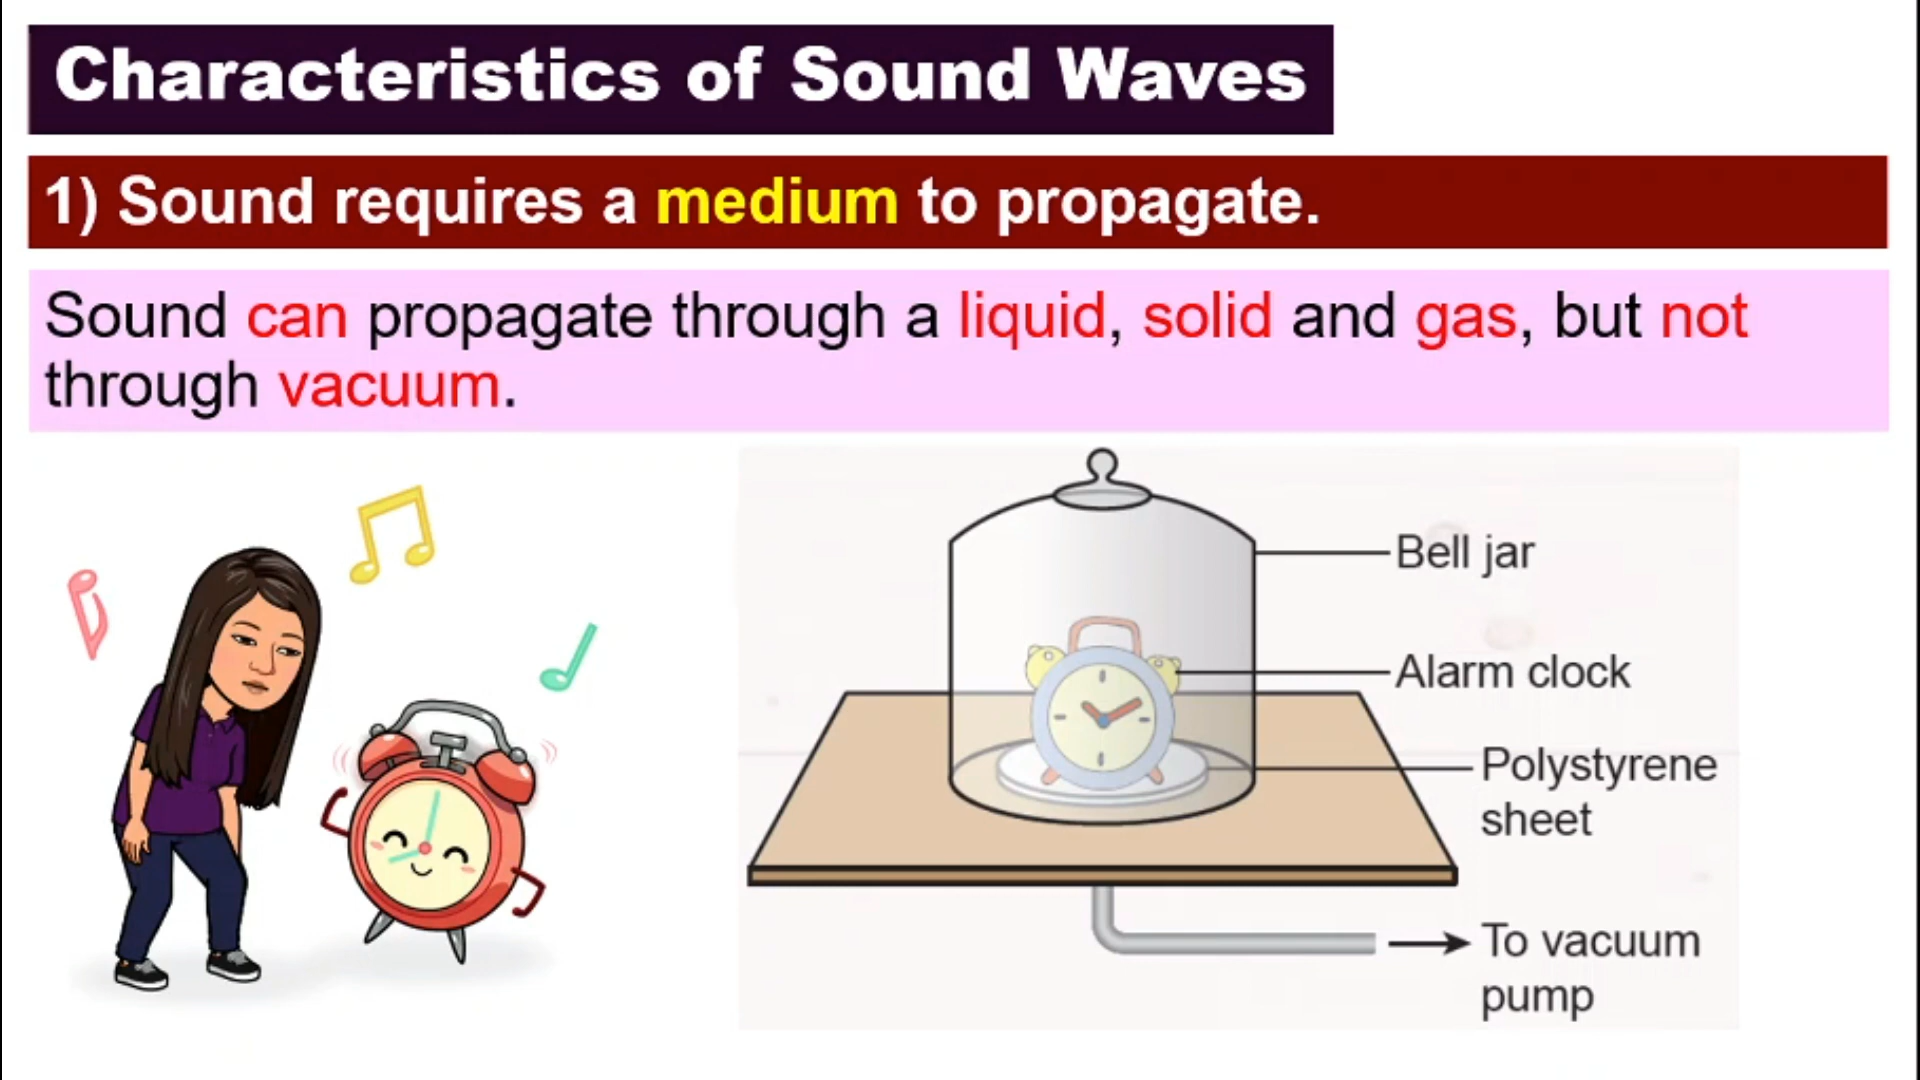 Characteristics of Sound Waves
1) Sound requires a medium to propagate.
Sound can propagate through a liquid, solid and gas, but not
through vacuum.
Bell jar
Alarm clock
Polystyrene
sheet
To vacuum
pump